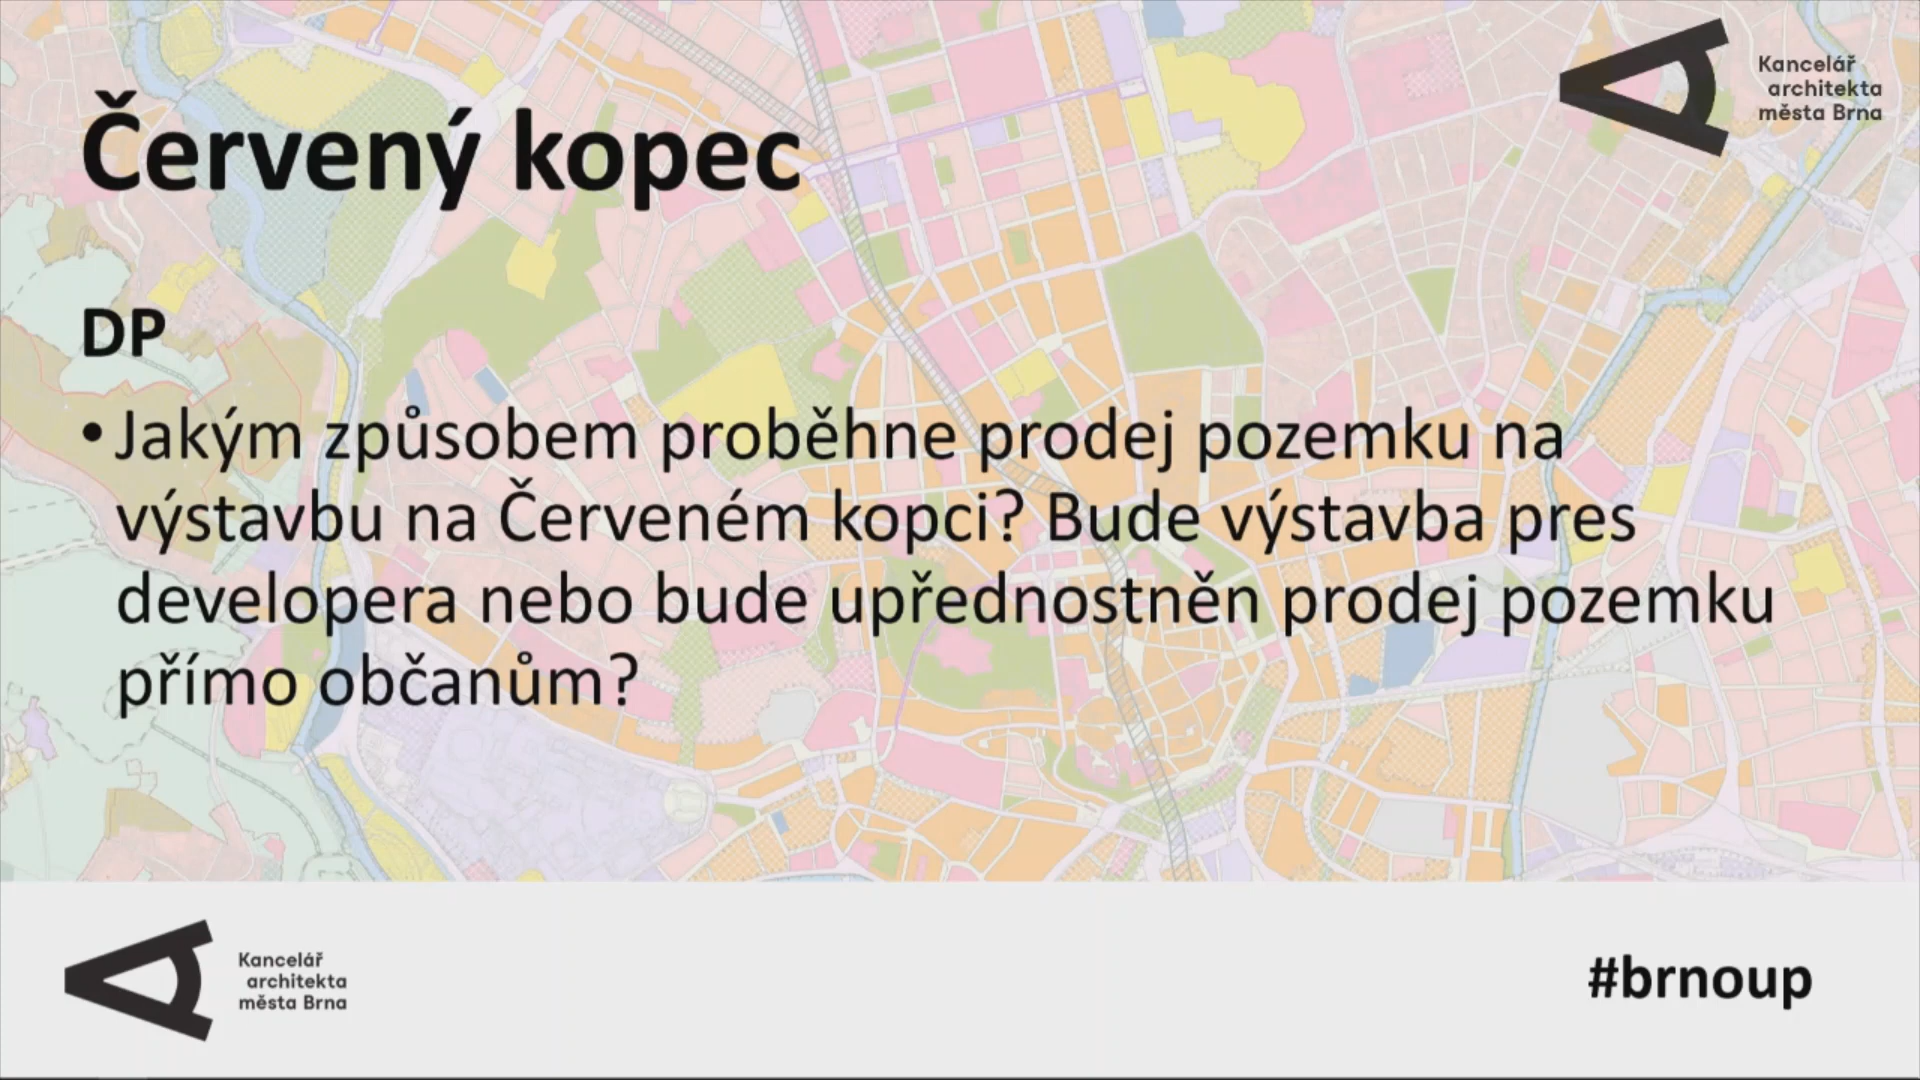 Červený kopec
Kancelář
architekta
města Brna
DP
• Jakým způsobem proběhne prodej pozemku na
výstavbu na Červeném kopci? Bude výstavba pres
developera nebo bude upřednostněn prodej pozemku
přímo občanům?
Kancelář
architekta
města Brna
#brnoup